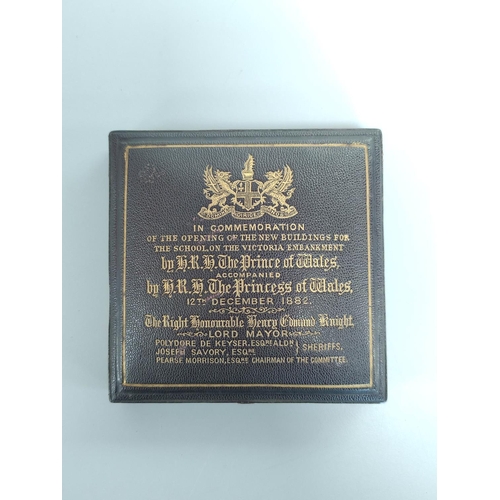 IN COMMEMORATION
OF THE OPENING OF THE NEW BUILDINGS FOR
THE SCHOOL, ON THE VICTORIA EMBANKMENT
by H.R.H. The Prince of Wales,
ACCOMPANIED
by H.R.H. The Princess of Wales,
12TH DECEMBER 1882.
The Right Honourable Henry Edmund Knight,
LORD MAYOR
POLYDORE DE KEYSER, ESQRE ALDN } SHERIFFS.
JOSEPH SAVORY, ESQRE
PEARSE MORRISON, ESQRE CHAIRMAN OF THE COMMITTEE.